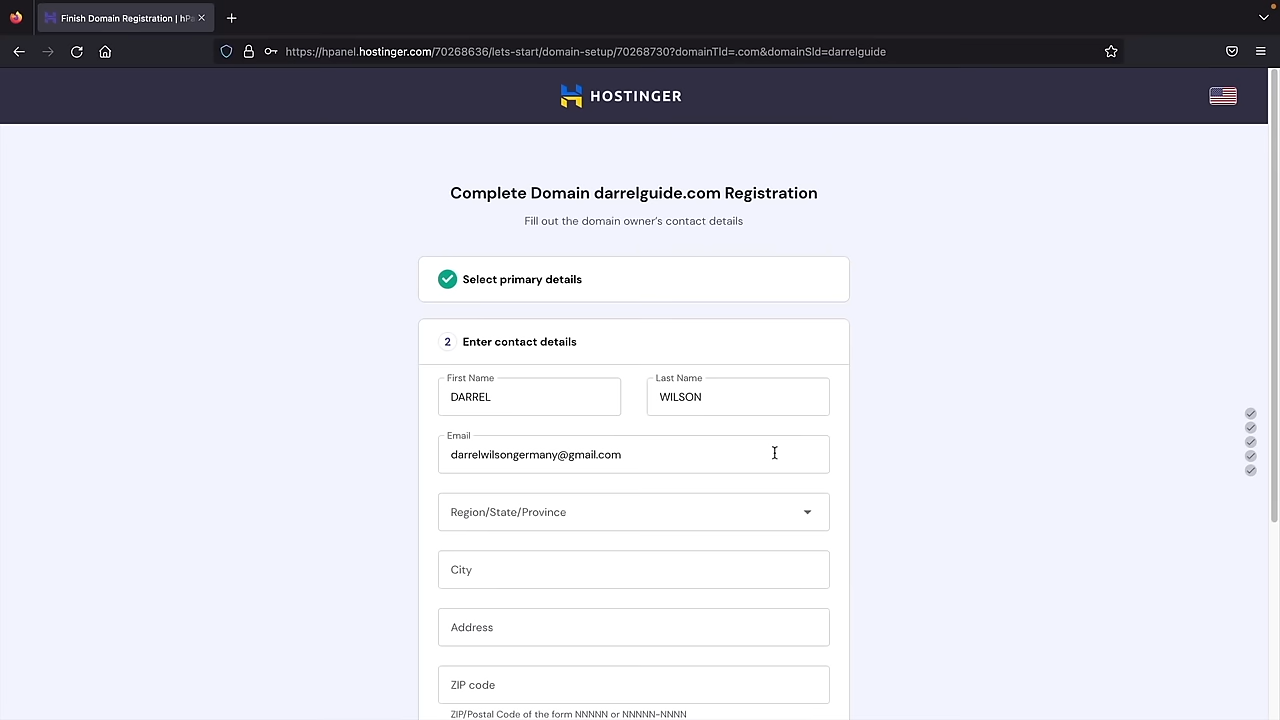 Finish Domain Registration | hPa
https://hpanel.hostinger.com/70268636/lets-start/domain-setup/70268730?domainTld=.com&domainSld=darrelguide
HOSTINGER
Complete Domain darrelguide.com Registration
Fill out the domain owner's contact details
Select primary details
2 Enter contact details
First Name Last Name
DARREL WILSON
Email
darrelwilsongermany@gmail.com
Region/State/Province
City
Address
ZIP code
ZIP/Postal Code of the form NNNNN or NNNNN-NNNN